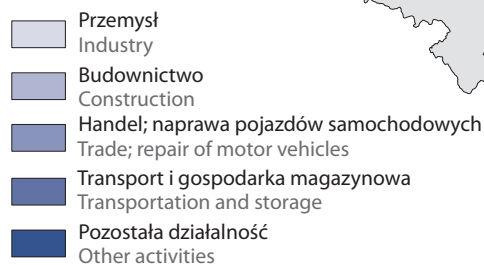 Przemysł
Industry
Budownictwo
Construction
Handel; naprawa pojazdów samochodowych
Trade; repair of motor vehicles
Transport i gospodarka magazynowa
Transportation and storage
Pozostała działalność
Other activities